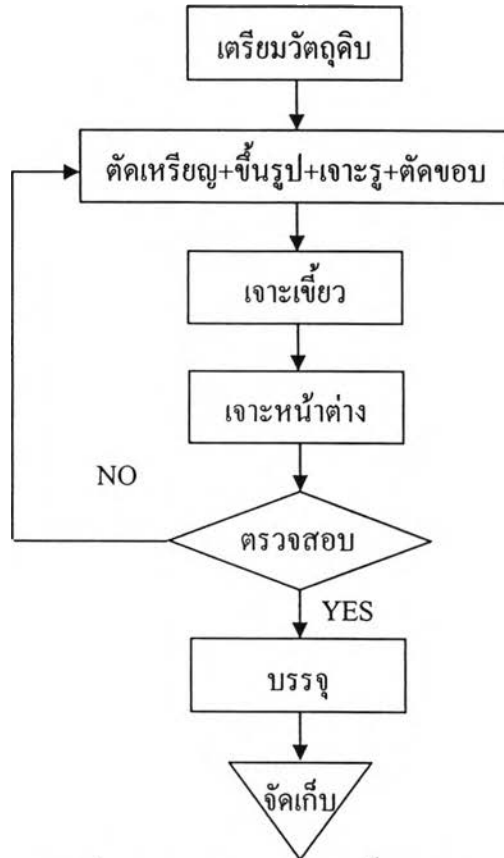 เตรียมวัตถุดิบ
ตัดเหรียญ+ขึ้นรูป+เจาะรู+ตัดขอบ
เจาะเขี้ยว
เจาะหน้าต่าง
NO
ตรวจสอบ
YES
บรรจุ
จัดเก็บ